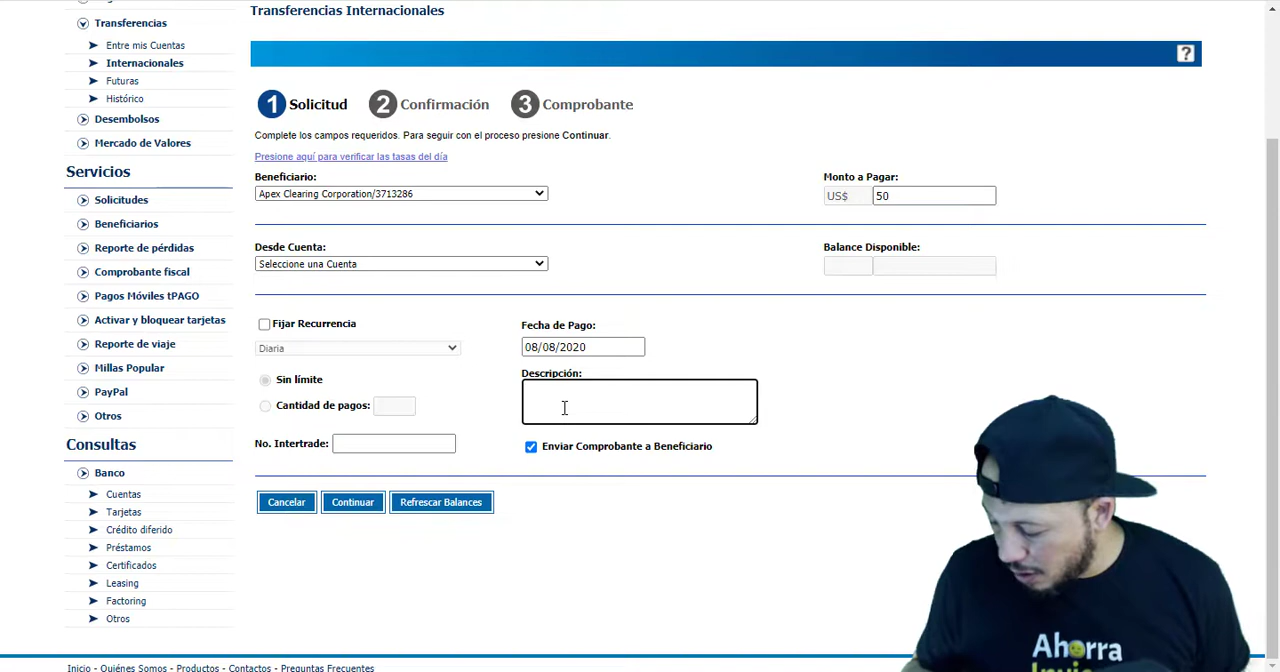 Transferencias Internacionales
Transferencias
Entre mis Cuentas
Internacionales
Futuras
Histórico
Desembolsos
Mercado de Valores
Servicios
Solicitudes
Beneficiarios
Reporte de pérdidas
Comprobante fiscal
Pagos Móviles tPAGO
Activar y bloquear tarjetas
Reporte de viaje
Millas Popular
PayPal
Otros
Consultas
Banco
Cuentas
Tarjetas
Crédito diferido
Préstamos
Certificados
Leasing
Factoring
Otros
?
1 Solicitud 2 Confirmación 3 Comprobante
Complete los campos requeridos. Para seguir con el proceso presione Continuar.
Presione aquí para verificar las tasas del día
Beneficiario: Monto a Pagar:
Apex Clearing Corporation/3713286 US$ 50
Desde Cuenta: Balance Disponible:
Seleccione una Cuenta
Fijar Recurrencia Fecha de Pago:
Diaria 08/08/2020
Descripción:
Sin límite
Cantidad de pagos:
No. Intertrade: Enviar Comprobante a Beneficiario
Cancelar Continuar Refrescar Balances
Ahorra
Invie
Inicio - Quiénes Somos - Productos - Contactos - Preguntas Frecuentes